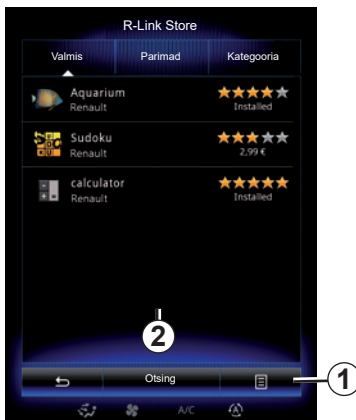 R-Link Store
Valmis Parimad Kategooria
Aquarium
Renault
Installed
Sudoku
Renault
2,99 €
calculator
Renault
Installed
2
Otsing
1
A/C
A